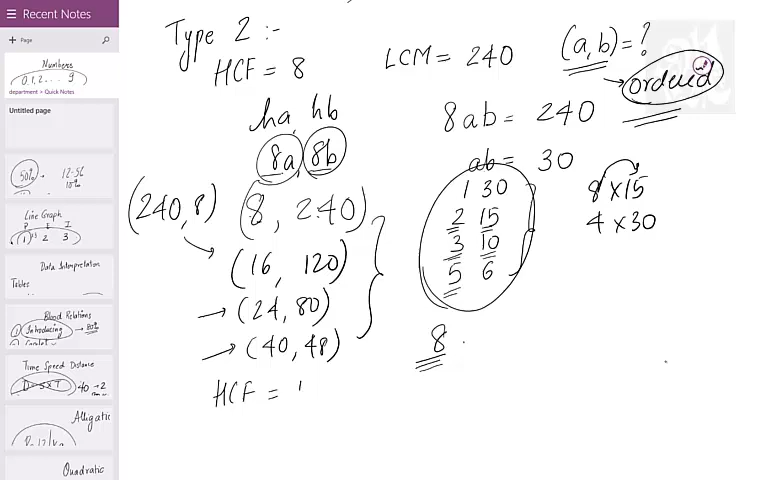 Recent Notes
+ Page
Numbers
0, 1, 2 ... 9
department > Quick Notes
Untitled page
50%
12.5%
10%
Line Graph
1 2 3
Data Interpretation
Tables
Blood Relations
Introducing → 80%
Time Speed Distance
D = S x T 40 → 2
Alligatic
Quadratic
Type 2 :-
HCF = 8 LCM = 240 (a, b) = ?
→ ordered
ha, hb 8ab = 240
8a, 8b ab = 30
(240, 8) (8, 240) 1 30 8 x 15
(16, 120) 2 15 4 x 30
→ (24, 80) 3 10
→ (40, 48) 5 6
8
HCF =